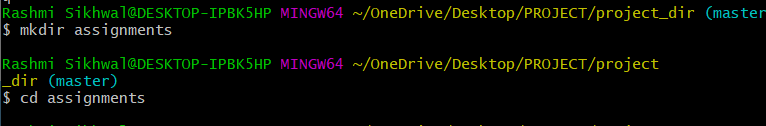 Rashmi Sikhwal@DESKTOP-IPBK5HP MINGW64 ~/OneDrive/Desktop/PROJECT/project_dir (master
$ mkdir assignments
Rashmi Sikhwal@DESKTOP-IPBK5HP MINGW64 ~/OneDrive/Desktop/PROJECT/project
_dir (master)
$ cd assignments